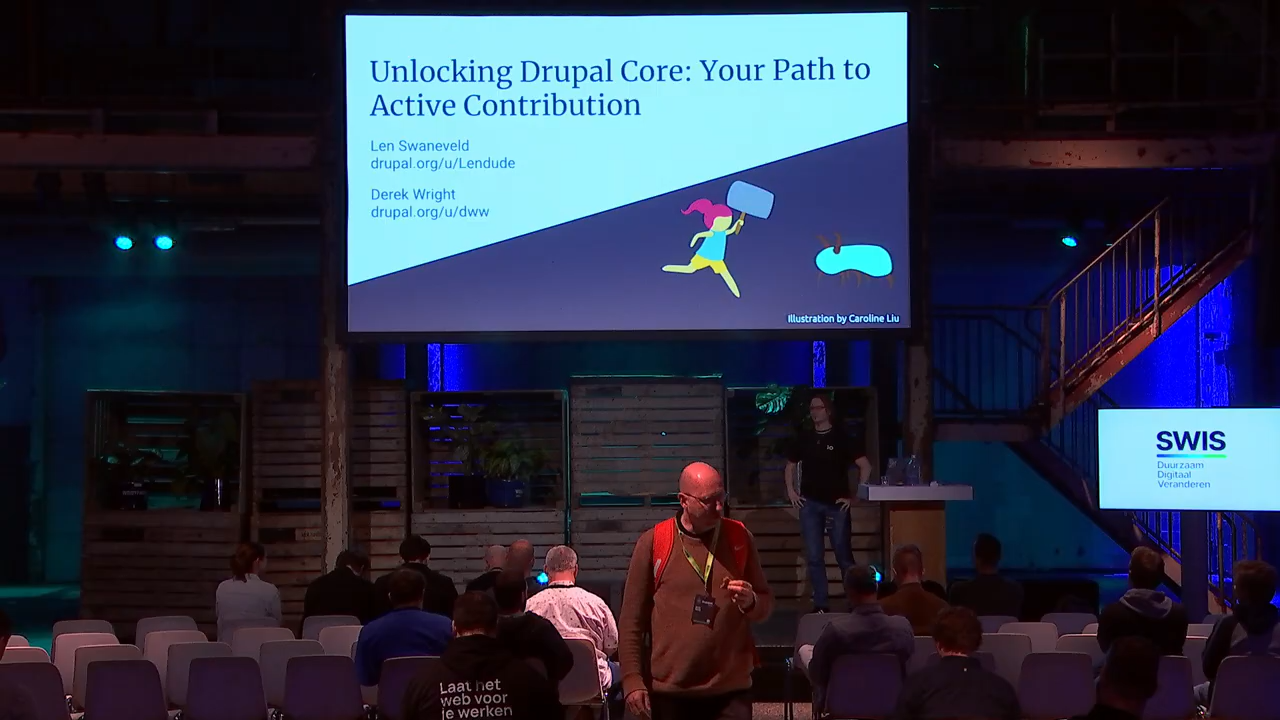 Unlocking Drupal Core: Your Path to
Active Contribution
Len Swaneveld
drupal.org/u/Lendude
Derek Wright
drupal.org/u/dww
Illustration by Caroline Liu
SWIS
Duurzaam
Digitaal
Veranderen
Laat het
web voor
je werken